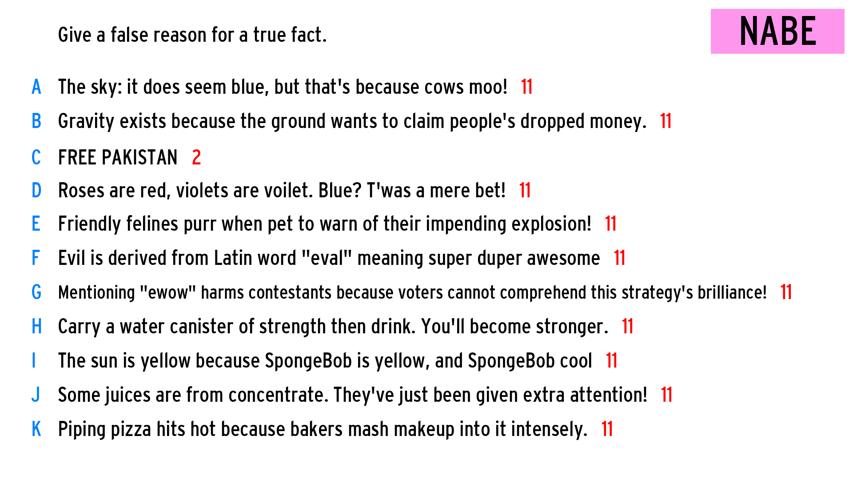 Give a false reason for a true fact.
NABE
A The sky: it does seem blue, but that's because cows moo! 11
B Gravity exists because the ground wants to claim people's dropped money. 11
C FREE PAKISTAN 2
D Roses are red, violets are voilet. Blue? T'was a mere bet! 11
E Friendly felines purr when pet to warn of their impending explosion! 11
F Evil is derived from Latin word "eval" meaning super duper awesome 11
G Mentioning "ewow" harms contestants because voters cannot comprehend this strategy's brilliance! 11
H Carry a water canister of strength then drink. You'll become stronger. 11
I The sun is yellow because SpongeBob is yellow, and SpongeBob cool 11
J Some juices are from concentrate. They've just been given extra attention! 11
K Piping pizza hits hot because bakers mash makeup into it intensely. 11